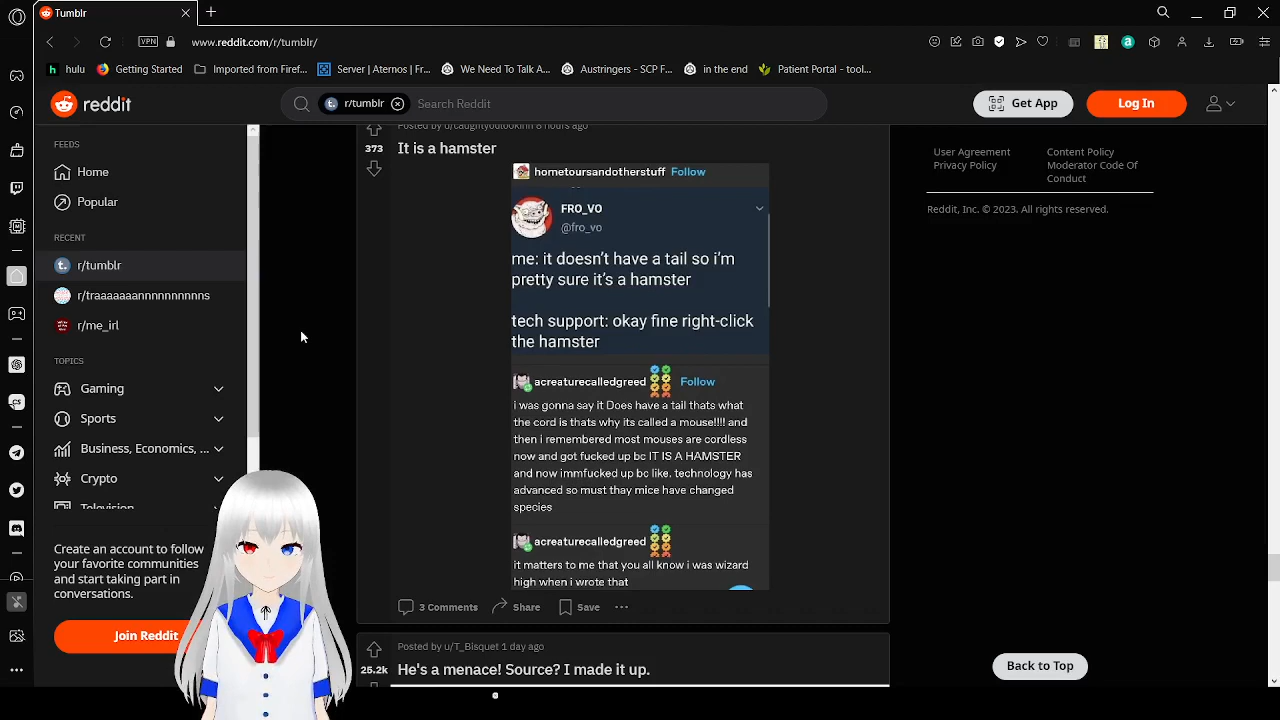 Tumblr
VPN
www.reddit.com/r/tumblr/
hulu
Getting Started
Imported from Firef...
Server | Aternos | Fr...
We Need To Talk A...
Austringers - SCP F...
in the end
Patient Portal - tool...
reddit
r/tumblr
Search Reddit
Get App
Log In
FEEDS
Home
Popular
RECENT
r/tumblr
r/traaaaaaannnnnnnnnns
r/me_irl
TOPICS
Gaming
Sports
Business, Economics, ...
Crypto
Television
Create an account to follow
your favorite communities
and start taking part in
conversations.
Join Reddit
Posted by u/caughtyoulookinn 8 hours ago
373
It is a hamster
hometoursandotherstuff Follow
FRO_VO
@fro_vo
me: it doesn't have a tail so i'm
pretty sure it's a hamster
tech support: okay fine right-click
the hamster
acreaturecalledgreed Follow
i was gonna say it Does have a tail thats what
the cord is thats why its called a mouse!!!! and
then i remembered most mouses are cordless
now and got fucked up bc IT IS A HAMSTER
and now immfucked up bc like. technology has
advanced so must thay mice have changed
species
acreaturecalledgreed
it matters to me that you all know i was wizard
high when i wrote that
3 Comments
Share
Save
Posted by u/T_Bisquet 1 day ago
25.2k
He's a menace! Source? I made it up.
User Agreement
Privacy Policy
Content Policy
Moderator Code Of
Conduct
Reddit, Inc. © 2023. All rights reserved.
Back to Top